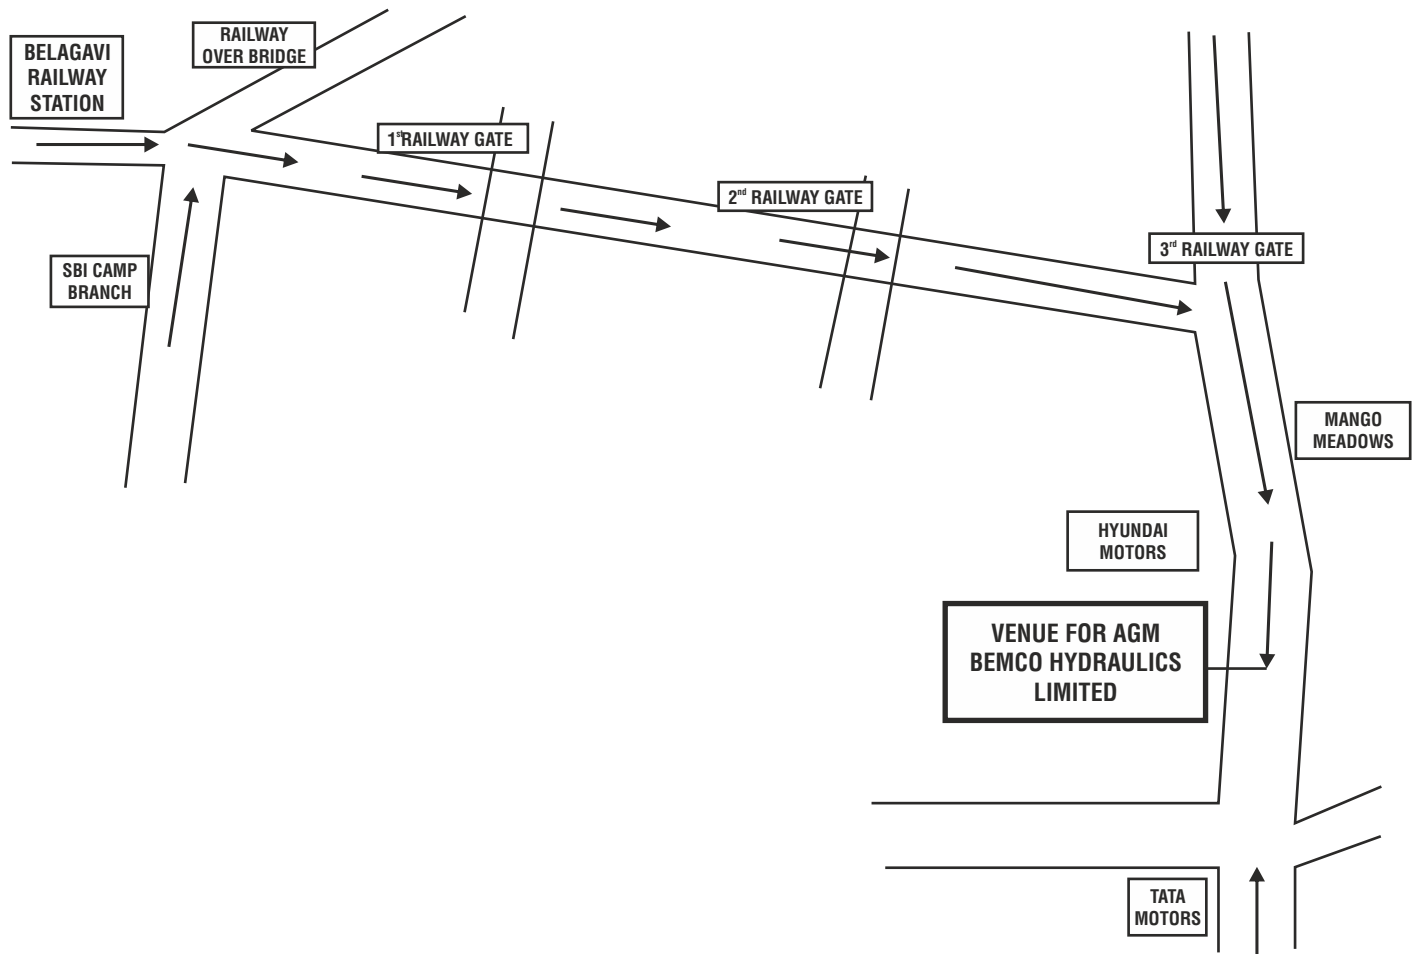 BELAGAVI
RAILWAY
STATION
RAILWAY
OVER BRIDGE
1st RAILWAY GATE
2nd RAILWAY GATE
3rd RAILWAY GATE
SBI CAMP
BRANCH
MANGO
MEADOWS
HYUNDAI
MOTORS
VENUE FOR AGM
BEMCO HYDRAULICS
LIMITED
TATA
MOTORS